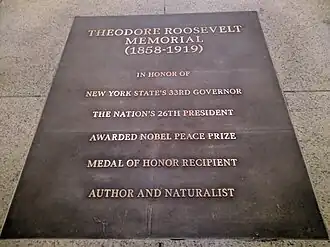 THEODORE ROOSEVELT
MEMORIAL
(1858-1919)
IN HONOR OF
NEW YORK STATE'S 33RD GOVERNOR
THE NATION'S 26TH PRESIDENT
AWARDED NOBEL PEACE PRIZE
MEDAL OF HONOR RECIPIENT
AUTHOR AND NATURALIST